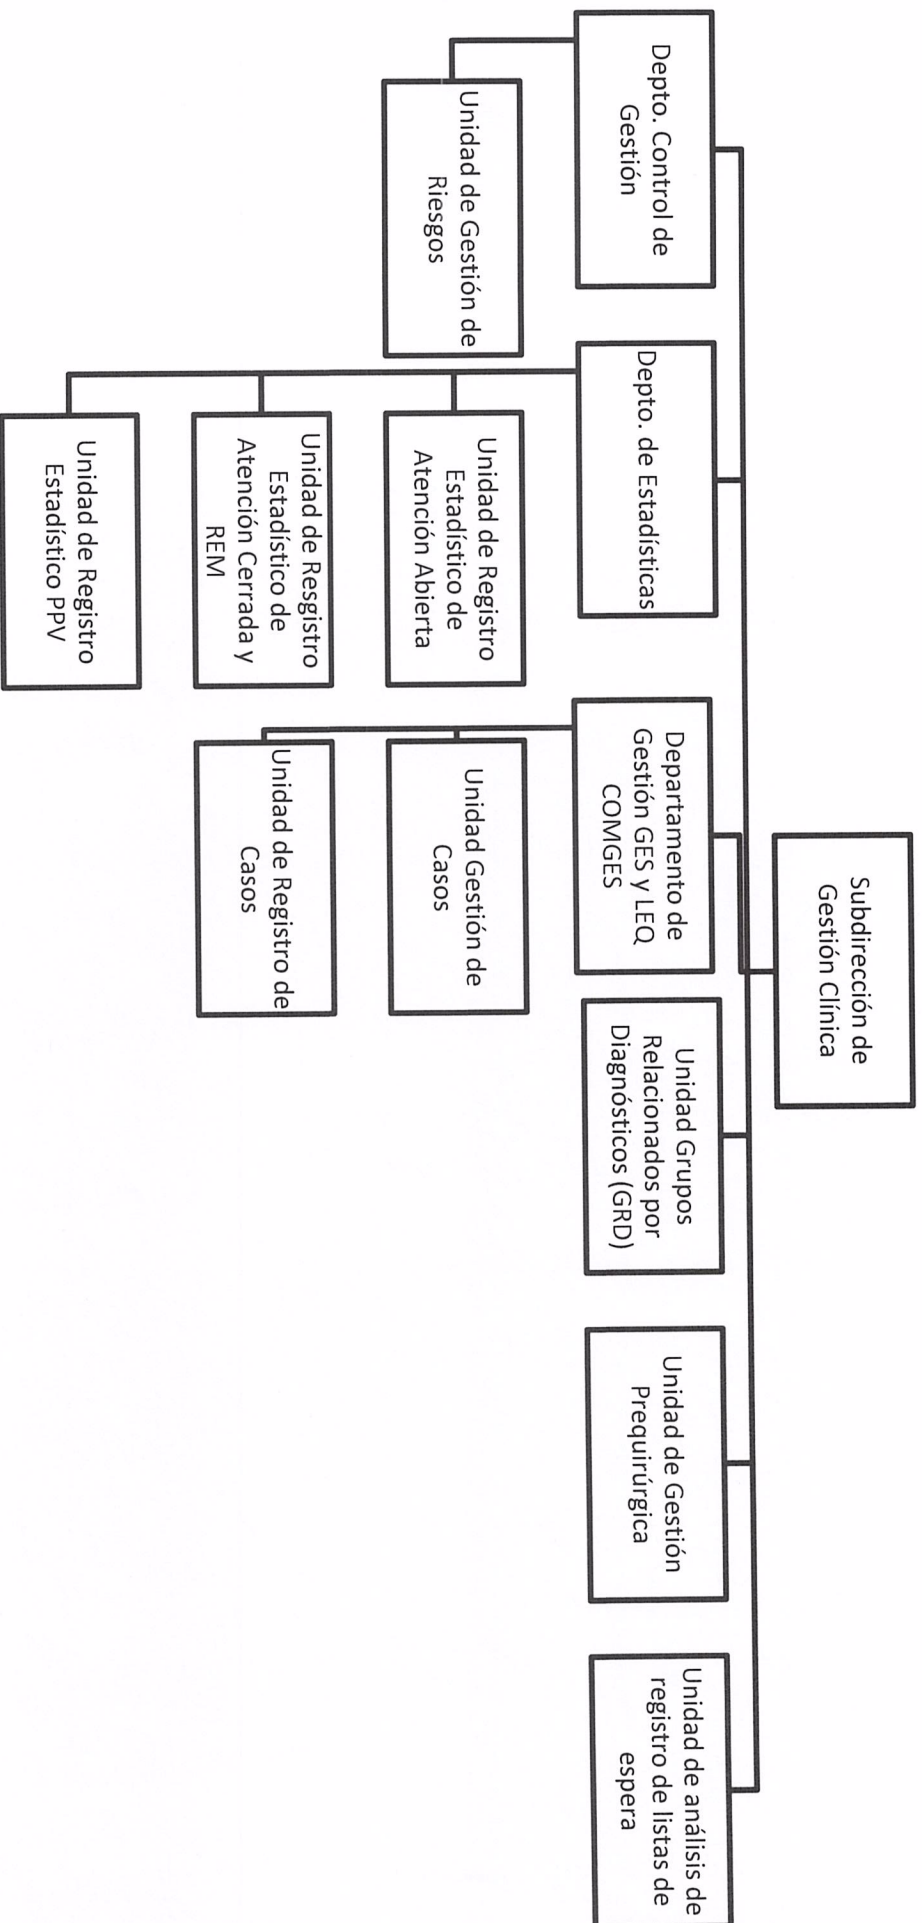 Subdirección de
Gestión Clínica
Depto. Control de
Gestión
Depto. de Estadísticas
Departamento de
Gestión GES y LEQ
COMGES
Unidad Grupos
Relacionados por
Diagnósticos (GRD)
Unidad de Gestión
Prequirúrgica
Unidad de análisis de
registro de listas de
espera
Unidad de Gestión de
Riesgos
Unidad de Registro
Estadístico de
Atención Abierta
Unidad de Resgistro
Estadístico de
Atención Cerrada y
REM
Unidad de Registro
Estadístico PPV
Unidad Gestión de
Casos
Unidad de Registro de
Casos